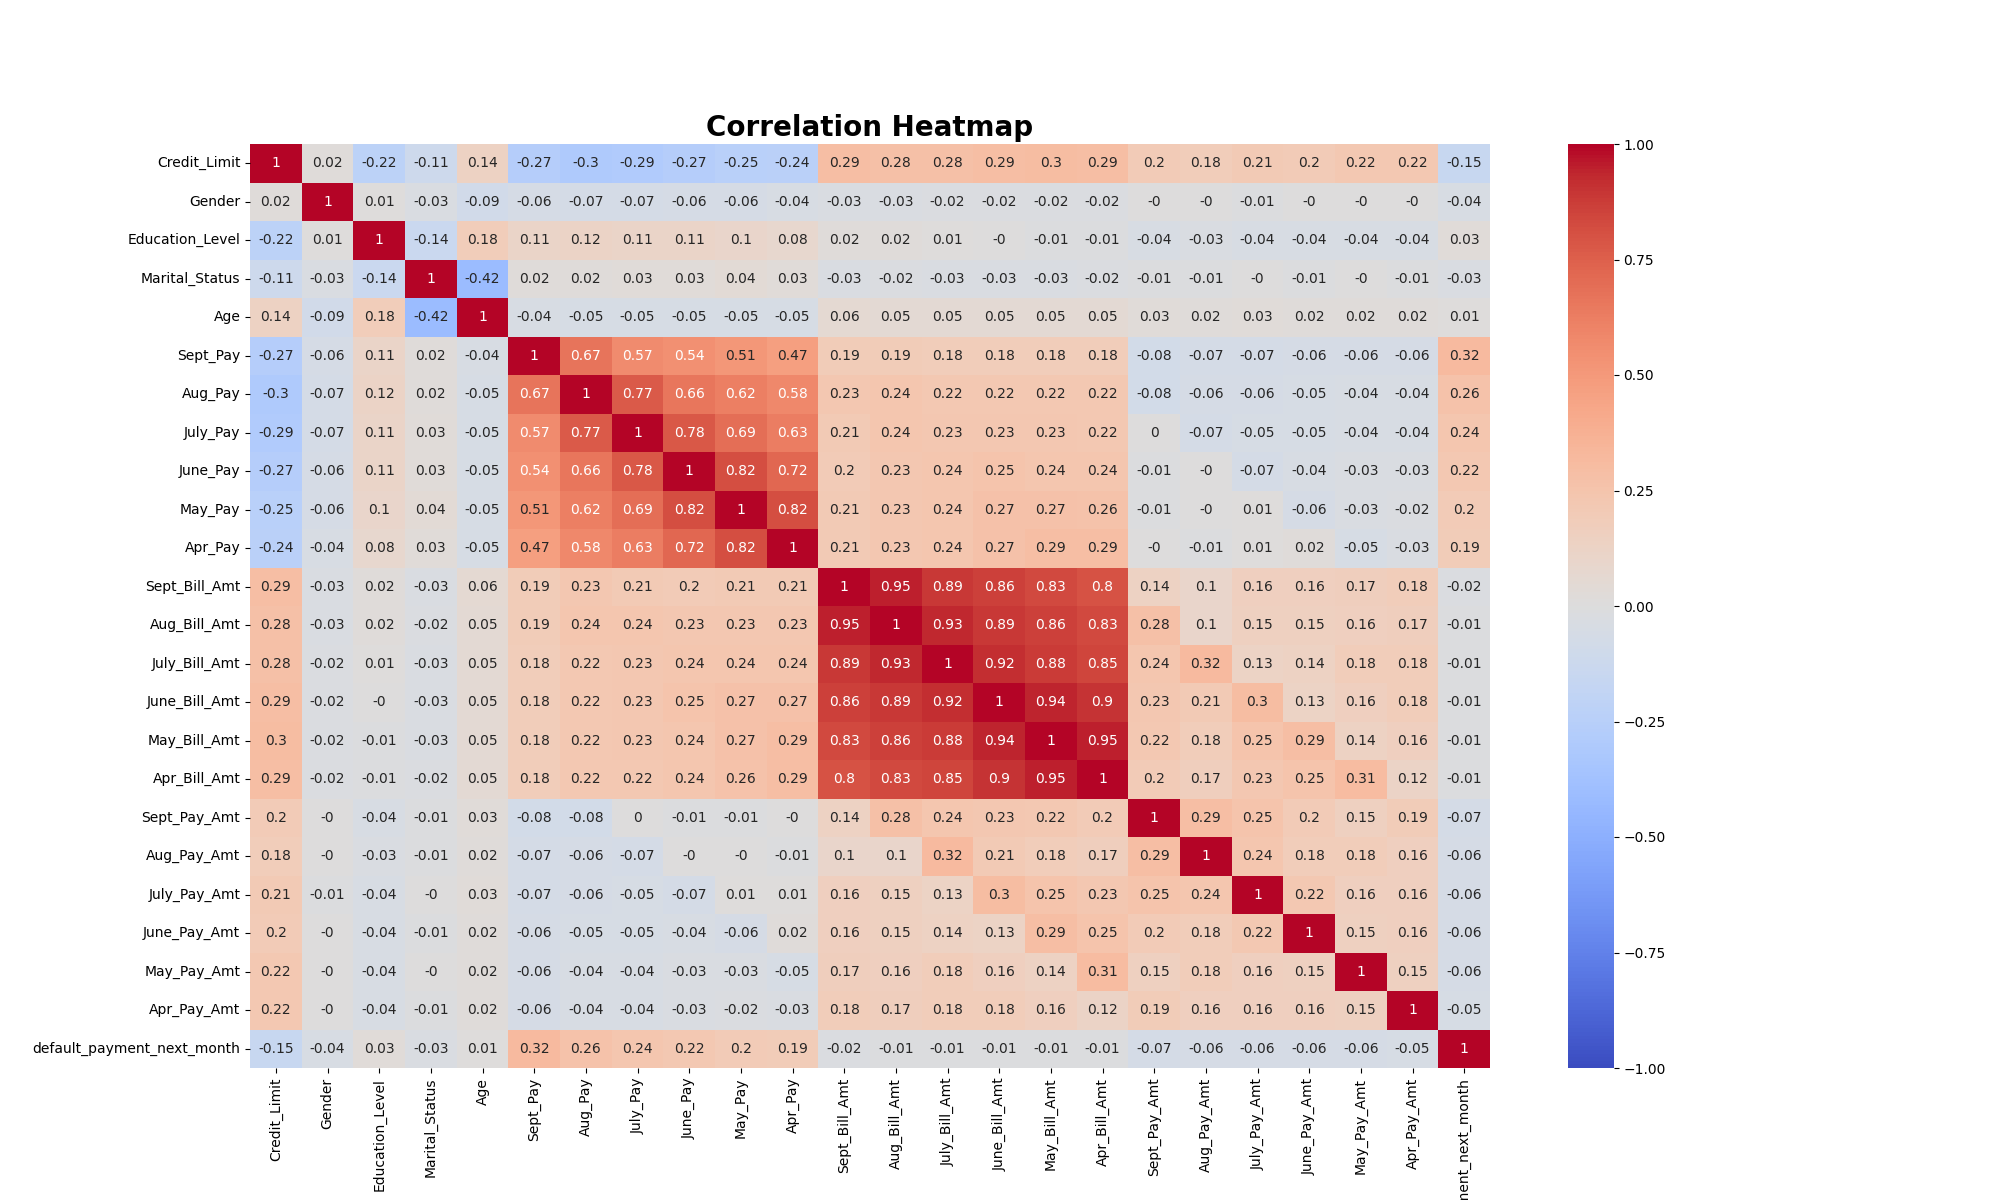 Correlation Heatmap
Credit_Limit 1 0.02 -0.22 -0.11 0.14 -0.27 -0.3 -0.29 -0.27 -0.25 -0.24 0.29 0.28 0.28 0.29 0.3 0.29 0.2 0.18 0.21 0.2 0.22 0.22 -0.15
Gender 0.02 1 0.01 -0.03 -0.09 -0.06 -0.07 -0.07 -0.06 -0.06 -0.04 -0.03 -0.03 -0.02 -0.02 -0.02 -0.02 -0 -0 -0.01 -0 -0 -0 -0.04
Education_Level -0.22 0.01 1 -0.14 0.18 0.11 0.12 0.11 0.11 0.1 0.08 0.02 0.02 0.01 -0 -0.01 -0.01 -0.04 -0.03 -0.04 -0.04 -0.04 -0.04 0.03
Marital_Status -0.11 -0.03 -0.14 1 -0.42 0.02 0.02 0.03 0.03 0.04 0.03 -0.03 -0.02 -0.03 -0.03 -0.03 -0.02 -0.01 -0.01 -0 -0.01 -0 -0.01 -0.03
Age 0.14 -0.09 0.18 -0.42 1 -0.04 -0.05 -0.05 -0.05 -0.05 -0.05 0.06 0.05 0.05 0.05 0.05 0.05 0.03 0.02 0.03 0.02 0.02 0.02 0.01
Sept_Pay -0.27 -0.06 0.11 0.02 -0.04 1 0.67 0.57 0.54 0.51 0.47 0.19 0.19 0.18 0.18 0.18 0.18 -0.08 -0.07 -0.07 -0.06 -0.06 -0.06 0.32
Aug_Pay -0.3 -0.07 0.12 0.02 -0.05 0.67 1 0.77 0.66 0.62 0.58 0.23 0.24 0.22 0.22 0.22 0.22 -0.08 -0.06 -0.06 -0.05 -0.04 -0.04 0.26
July_Pay -0.29 -0.07 0.11 0.03 -0.05 0.57 0.77 1 0.78 0.69 0.63 0.21 0.24 0.23 0.23 0.23 0.22 0 -0.07 -0.05 -0.05 -0.04 -0.04 0.24
June_Pay -0.27 -0.06 0.11 0.03 -0.05 0.54 0.66 0.78 1 0.82 0.72 0.2 0.23 0.24 0.25 0.24 0.24 -0.01 -0 -0.07 -0.04 -0.03 -0.03 0.22
May_Pay -0.25 -0.06 0.1 0.04 -0.05 0.51 0.62 0.69 0.82 1 0.82 0.21 0.23 0.24 0.27 0.27 0.26 -0.01 -0 0.01 -0.06 -0.03 -0.02 0.2
Apr_Pay -0.24 -0.04 0.08 0.03 -0.05 0.47 0.58 0.63 0.72 0.82 1 0.21 0.23 0.24 0.27 0.29 0.29 -0 -0.01 0.01 0.02 -0.05 -0.03 0.19
Sept_Bill_Amt 0.29 -0.03 0.02 -0.03 0.06 0.19 0.23 0.21 0.2 0.21 0.21 1 0.95 0.89 0.86 0.83 0.8 0.14 0.1 0.16 0.16 0.17 0.18 -0.02
Aug_Bill_Amt 0.28 -0.03 0.02 -0.02 0.05 0.19 0.24 0.24 0.23 0.23 0.23 0.95 1 0.93 0.89 0.86 0.83 0.28 0.1 0.15 0.15 0.16 0.17 -0.01
July_Bill_Amt 0.28 -0.02 0.01 -0.03 0.05 0.18 0.22 0.23 0.24 0.24 0.24 0.89 0.93 1 0.92 0.88 0.85 0.24 0.32 0.13 0.14 0.18 0.18 -0.01
June_Bill_Amt 0.29 -0.02 -0 -0.03 0.05 0.18 0.22 0.23 0.25 0.27 0.27 0.86 0.89 0.92 1 0.94 0.9 0.23 0.21 0.3 0.13 0.16 0.18 -0.01
May_Bill_Amt 0.3 -0.02 -0.01 -0.03 0.05 0.18 0.22 0.23 0.24 0.27 0.29 0.83 0.86 0.88 0.94 1 0.95 0.22 0.18 0.25 0.29 0.14 0.16 -0.01
Apr_Bill_Amt 0.29 -0.02 -0.01 -0.02 0.05 0.18 0.22 0.22 0.24 0.26 0.29 0.8 0.83 0.85 0.9 0.95 1 0.2 0.17 0.23 0.25 0.31 0.12 -0.01
Sept_Pay_Amt 0.2 -0 -0.04 -0.01 0.03 -0.08 -0.08 0 -0.01 -0.01 -0 0.14 0.28 0.24 0.23 0.22 0.2 1 0.29 0.25 0.2 0.15 0.19 -0.07
Aug_Pay_Amt 0.18 -0 -0.03 -0.01 0.02 -0.07 -0.06 -0.07 -0 -0 -0.01 0.1 0.1 0.32 0.21 0.18 0.17 0.29 1 0.24 0.18 0.18 0.16 -0.06
July_Pay_Amt 0.21 -0.01 -0.04 -0 0.03 -0.07 -0.06 -0.05 -0.07 0.01 0.01 0.16 0.15 0.13 0.3 0.25 0.23 0.25 0.24 1 0.22 0.16 0.16 -0.06
June_Pay_Amt 0.2 -0 -0.04 -0.01 0.02 -0.06 -0.05 -0.05 -0.04 -0.06 0.02 0.16 0.15 0.14 0.13 0.29 0.25 0.2 0.18 0.22 1 0.15 0.16 -0.06
May_Pay_Amt 0.22 -0 -0.04 -0 0.02 -0.06 -0.04 -0.04 -0.03 -0.03 -0.05 0.17 0.16 0.18 0.16 0.14 0.31 0.15 0.18 0.16 0.15 1 0.15 -0.06
Apr_Pay_Amt 0.22 -0 -0.04 -0.01 0.02 -0.06 -0.04 -0.04 -0.03 -0.02 -0.03 0.18 0.17 0.18 0.18 0.16 0.12 0.19 0.16 0.16 0.16 0.15 1 -0.05
default_payment_next_month -0.15 -0.04 0.03 -0.03 0.01 0.32 0.26 0.24 0.22 0.2 0.19 -0.02 -0.01 -0.01 -0.01 -0.01 -0.01 -0.07 -0.06 -0.06 -0.06 -0.06 -0.05 1
Credit_Limit
Gender
Education_Level
Marital_Status
Age
Sept_Pay
Aug_Pay
July_Pay
June_Pay
May_Pay
Apr_Pay
Sept_Bill_Amt
Aug_Bill_Amt
July_Bill_Amt
June_Bill_Amt
May_Bill_Amt
Apr_Bill_Amt
Sept_Pay_Amt
Aug_Pay_Amt
July_Pay_Amt
June_Pay_Amt
May_Pay_Amt
Apr_Pay_Amt
nent_next_month
1.00
0.75
0.50
0.25
0.00
−0.25
−0.50
−0.75
−1.00